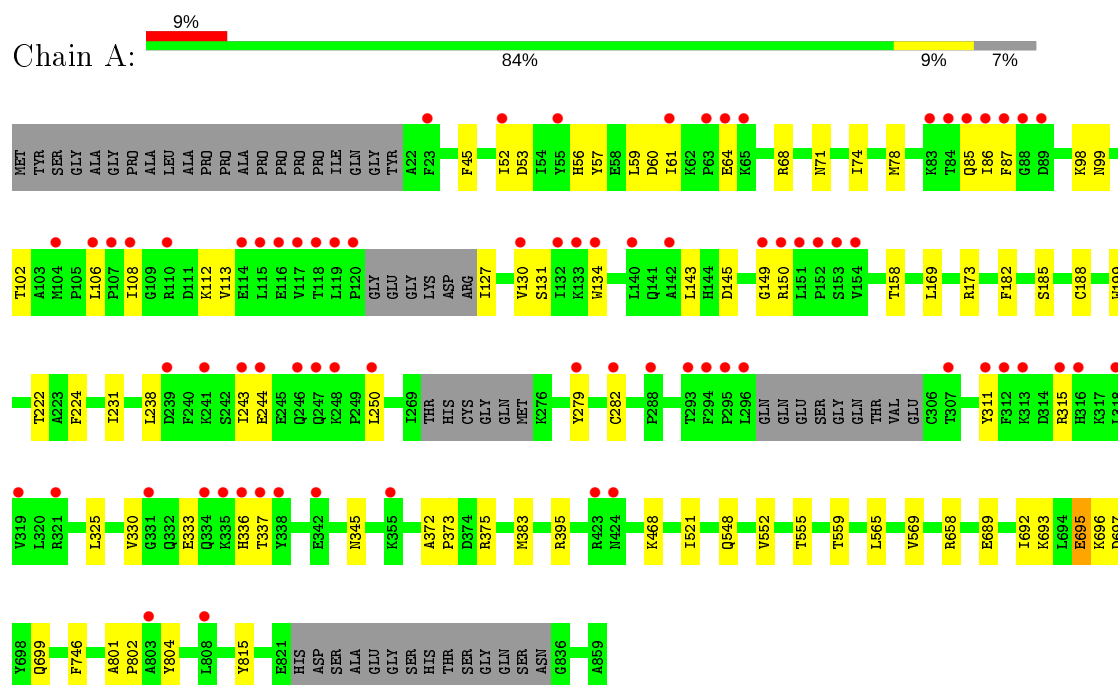 9%
Chain A:
84% 9% 7%
MET TYR SER GLY ALA GLY PRO ALA LEU ALA PRO PRO ALA PRO PRO PRO PRO ILE GLN GLY TYR A22 F23 F45 I52 D53 I54 Y55 H56 Y57 E58 L59 D60 I61 K62 P63 E64 K65 R68 N71 I74 M78 K83 T84 Q85 I86 F87 G88 D89 K98 N99
T102 A103 M104 P105 L106 P107 I108 G109 R110 D111 K112 V113 E114 L115 E116 V117 T118 L119 P120 GLY GLU GLY LYS ASP ARG I127 V130 S131 I132 K133 W134 L140 Q141 A142 L143 H144 D145 G149 R150 L151 P152 S153 V154 T158 L169 R173 F182 S185 C188 W199
T222 A223 F224 I231 L238 D239 F240 K241 S242 I243 E244 E245 Q246 Q247 K248 P249 L250 I269 THR HIS CYS GLY GLN MET K276 Y279 C282 P288 T293 F294 P295 L296 GLN GLN GLU SER GLY GLN THR VAL GLU C306 T307 Y311 F312 K313 D314 R315 H316 K317 L318
V319 L320 R321 L325 V330 G331 Q332 E333 Q334 K335 H336 T337 Y338 E342 N345 K355 A372 P373 D374 R375 M383 R395 R423 N424 K468 I521 Q548 V552 T555 T559 L565 V569 R658 E689 I692 K693 L694 E695 K696 D697
Y698 Q699 F746 A801 P802 A803 Y804 L808 Y815 E821 HIS ASP SER ALA GLU GLY SER HIS THR SER GLY GLN SER ASN G836 A859